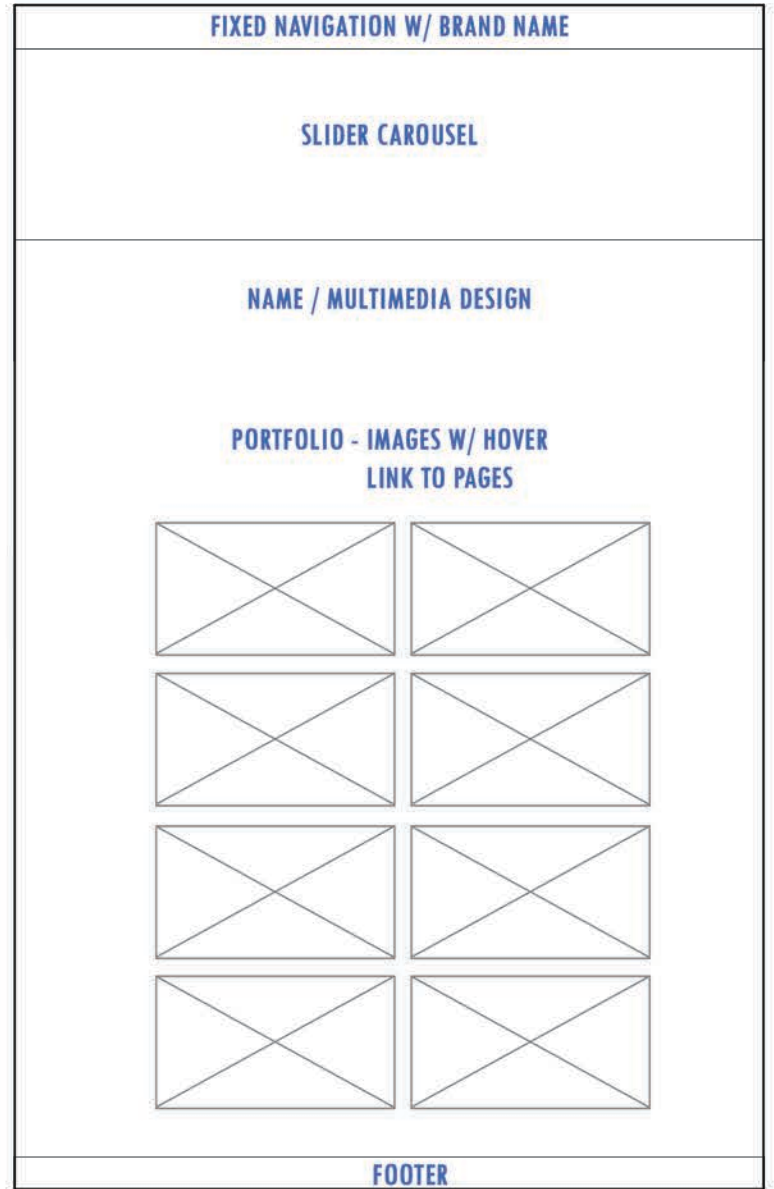 FIXED NAVIGATION W/ BRAND NAME
SLIDER CAROUSEL
NAME / MULTIMEDIA DESIGN
PORTFOLIO - IMAGES W/ HOVER
LINK TO PAGES
FOOTER